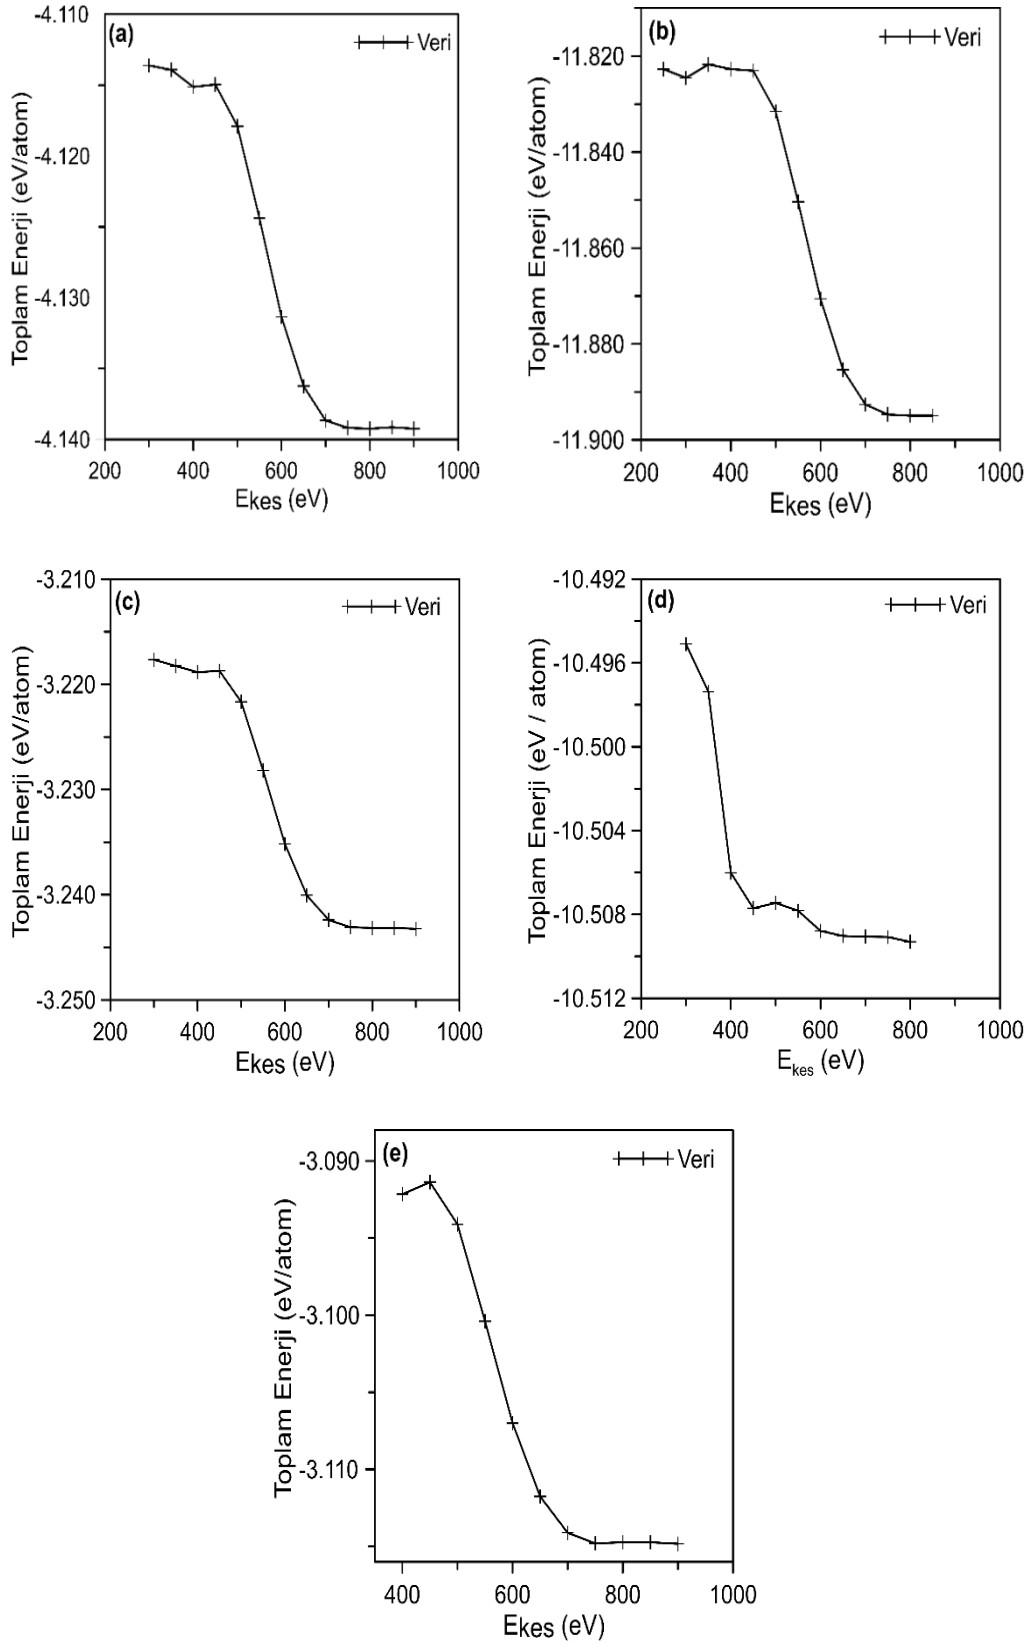 (a)
Veri
-4.110
-4.120
-4.130
-4.140
Toplam Enerji (eV/atom)
200 400 600 800 1000
Ekes (eV)
(b)
Veri
-11.820
-11.840
-11.860
-11.880
-11.900
Toplam Enerji (eV/atom)
200 400 600 800 1000
Ekes (eV)
(c)
Veri
-3.210
-3.220
-3.230
-3.240
-3.250
Toplam Enerji (eV/atom)
200 400 600 800 1000
Ekes (eV)
(d)
Veri
-10.492
-10.496
-10.500
-10.504
-10.508
-10.512
Toplam Enerji (eV / atom)
200 400 600 800 1000
Ekes (eV)
(e)
Veri
-3.090
-3.100
-3.110
Toplam Enerji (eV/atom)
400 600 800 1000
Ekes (eV)